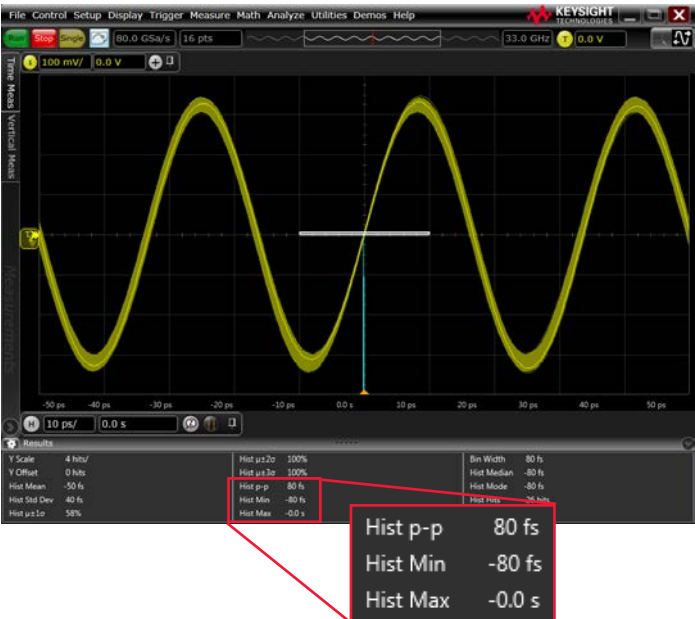 File Control Setup Display Trigger Measure Math Analyze Utilities Demos Help
KEYSIGHT
TECHNOLOGIES
Run Stop Single 80.0 GSa/s 16 pts 33.0 GHz T 0.0 V
Time Meas
Vertical Meas
Measurements
100 mV/ 0.0 V
-50 ps -40 ps -30 ps -20 ps -10 ps 0.0 s 10 ps 20 ps 30 ps 40 ps 50 ps
H 10 ps/ 0.0 s
Results
Y Scale 4 hits/ Hist µ±2σ 100% Bin Width 80 fs
Y Offset 0 hits Hist µ±3σ 100% Hist Median -80 fs
Hist Mean -50 fs Hist p-p 80 fs Hist Mode -80 fs
Hist Std Dev 40 fs Hist Min -80 fs Hist Hits 26 hits
Hist µ±1σ 58% Hist Max -0.0 s
Hist p-p 80 fs
Hist Min -80 fs
Hist Max -0.0 s